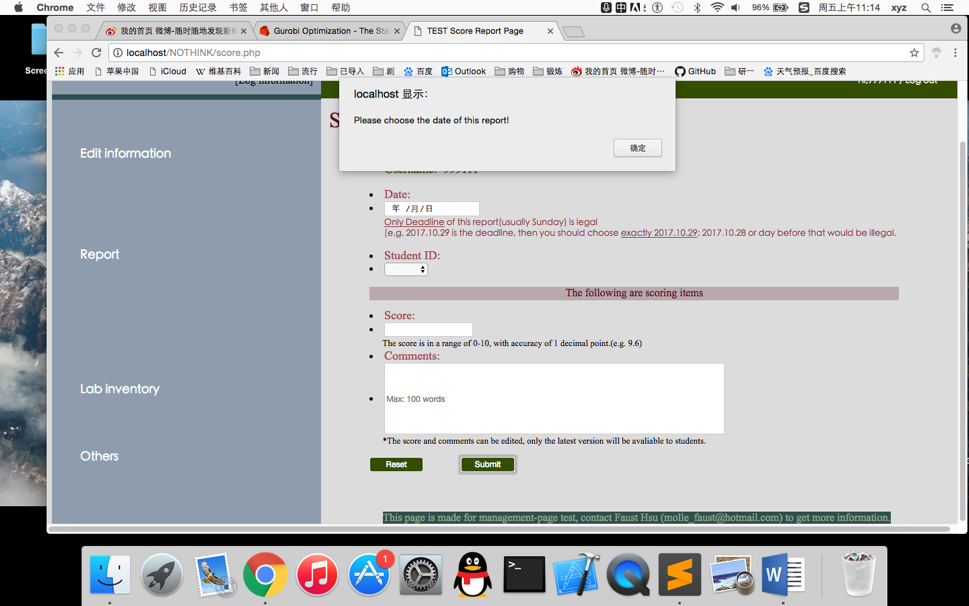 Chrome 文件 修改 视图 历史记录 书签 其他人 窗口 帮助
96% 周五上午11:14 xyz
我的首页 微博-随时随地发现新
Gurobi Optimization - The Sta
TEST Score Report Page
localhost/NOTHINK/score.php
应用 苹果中国 iCloud 维基百科 新闻 流行 已导入 剧 百度 Outlook 购物 锻炼 我的首页 微博-随时… GitHub 研一 天气预报_百度搜索
[Log information]
localhost 显示：
Please choose the date of this report!
确定
Edit information
Report
Lab inventory
Others
Date:
年 /月/日
Only Deadline of this report(usually Sunday) is legal
(e.g. 2017.10.29 is the deadline, then you should choose exactly 2017.10.29; 2017.10.28 or day before that would be illegal.
Student ID:
The following are scoring items
Score:
The score is in a range of 0-10, with accuracy of 1 decimal point.(e.g. 9.6)
Comments:
Max: 100 words
*The score and comments can be edited, only the latest version will be avaliable to students.
Reset Submit
This page is made for management-page test, contact Faust Hsu (molle_faust@hotmail.com) to get more information.
1